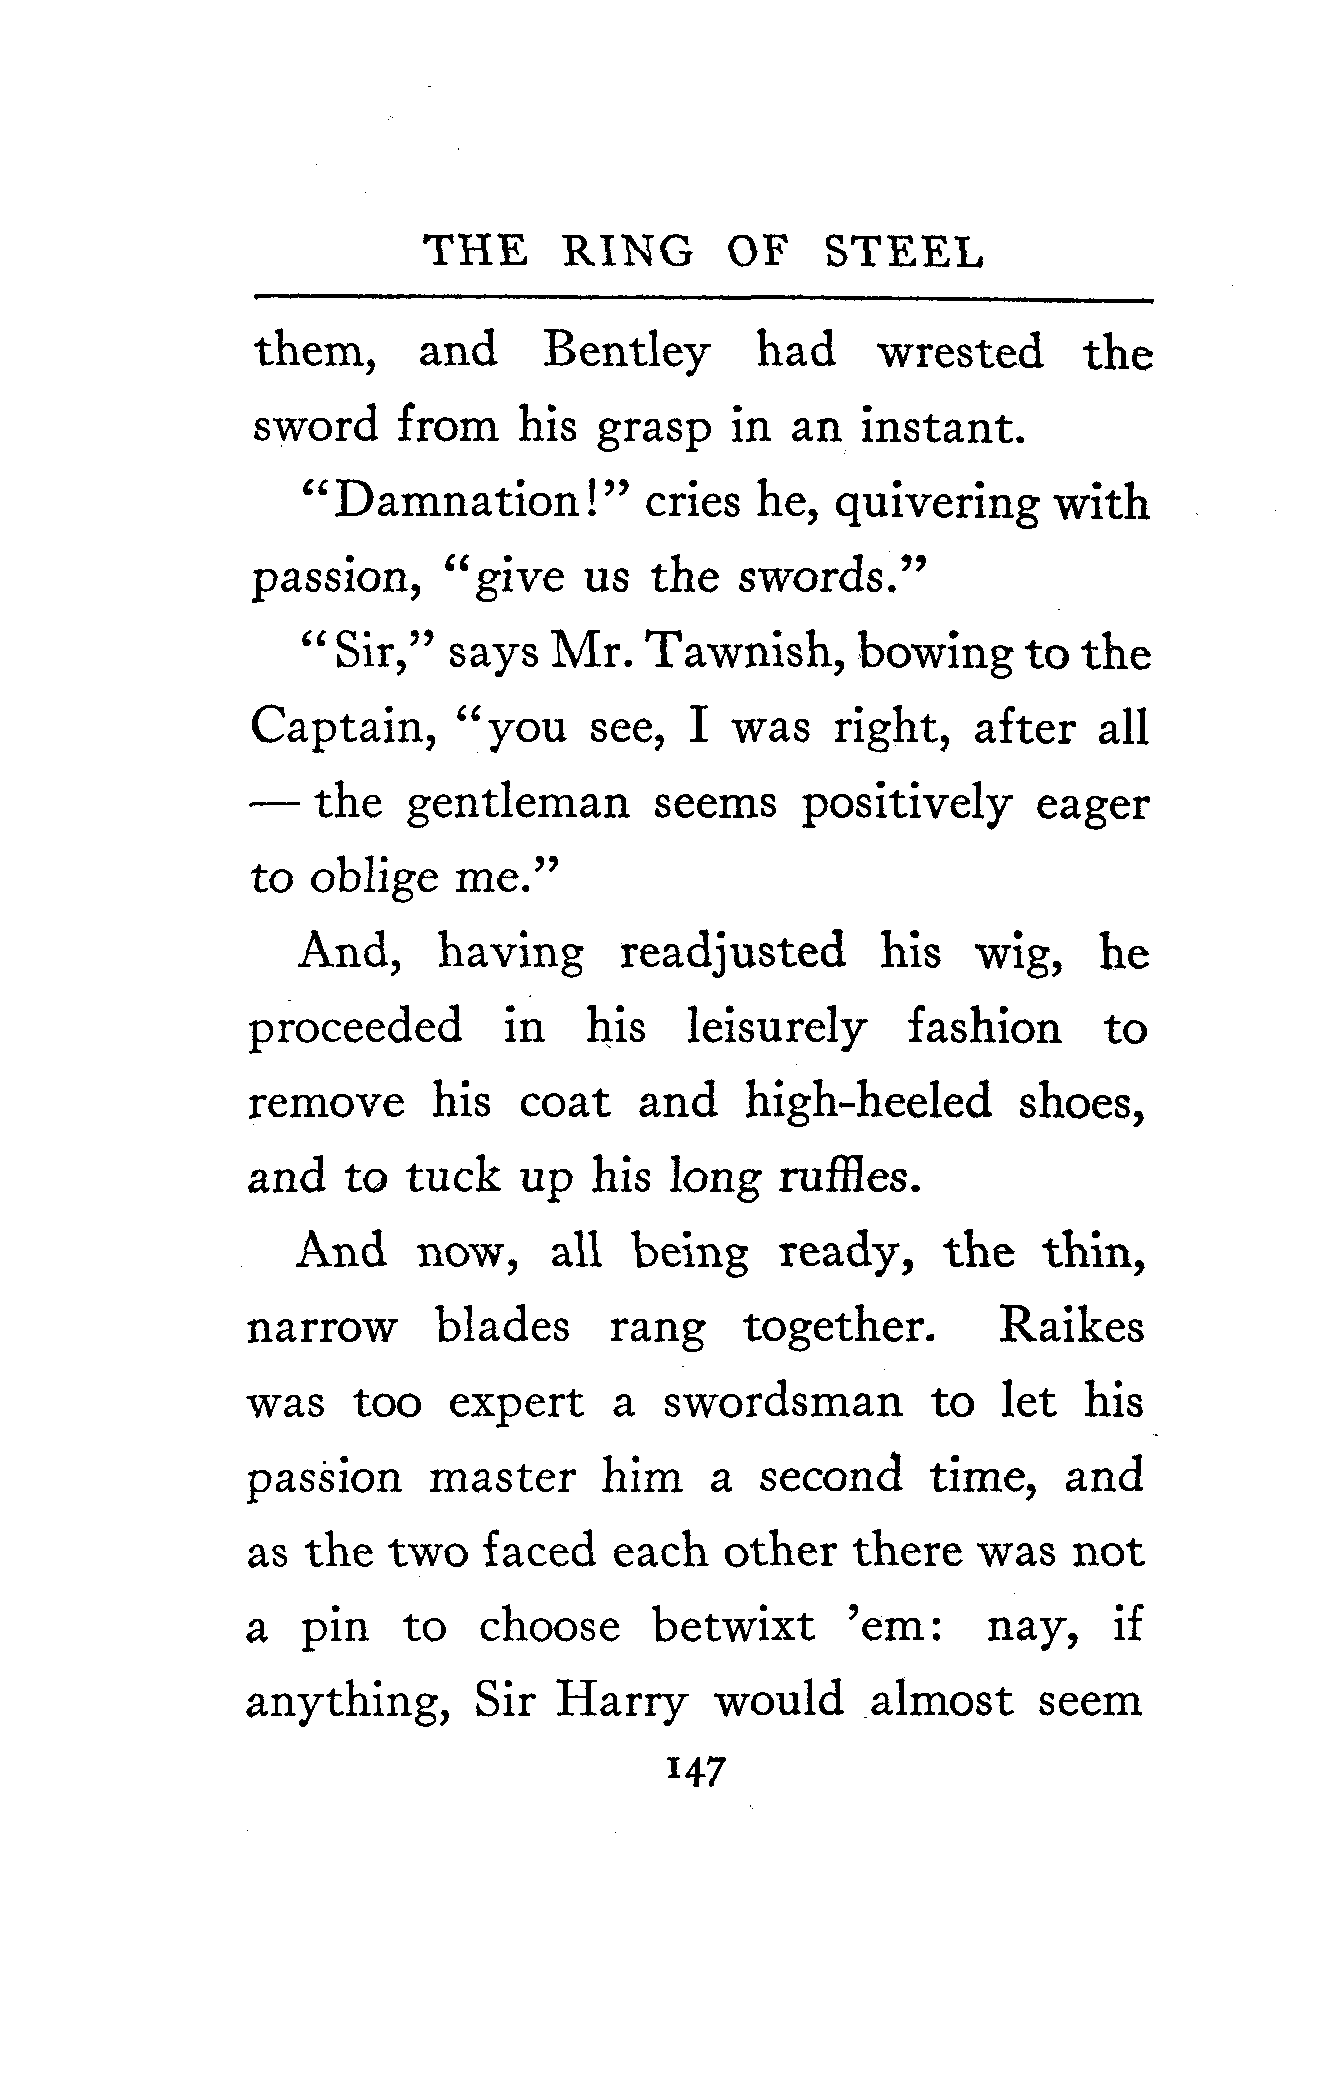 THE RING OF STEEL
them, and Bentley had wrested the
sword from his grasp in an instant.
“Damnation!” cries he, quivering with
passion, “give us the swords.”
“Sir,” says Mr. Tawnish, bowing to the
Captain, “you see, I was right, after all
— the gentleman seems positively eager
to oblige me.”
And, having readjusted his wig, he
proceeded in his leisurely fashion to
remove his coat and high-heeled shoes,
and to tuck up his long ruffles.
And now, all being ready, the thin,
narrow blades rang together. Raikes
was too expert a swordsman to let his
passion master him a second time, and
as the two faced each other there was not
a pin to choose betwixt ’em: nay, if
anything, Sir Harry would almost seem
147